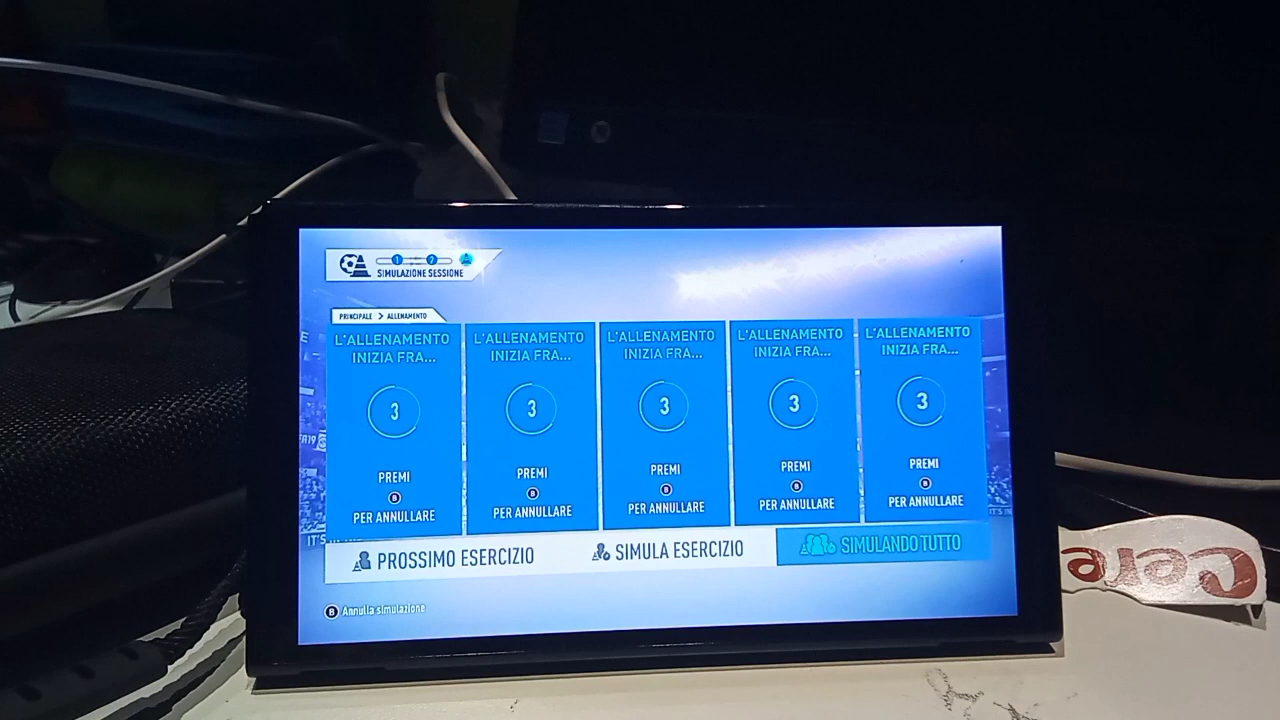 1 2
SIMULAZIONE SESSIONE
PRINCIPALE > ALLENAMENTO
L'ALLENAMENTO
INIZIA FRA...
3
PREMI
B
PER ANNULLARE
L'ALLENAMENTO
INIZIA FRA...
3
PREMI
B
PER ANNULLARE
L'ALLENAMENTO
INIZIA FRA...
3
PREMI
B
PER ANNULLARE
L'ALLENAMENTO
INIZIA FRA...
3
PREMI
B
PER ANNULLARE
L'ALLENAMENTO
INIZIA FRA...
3
PREMI
B
PER ANNULLARE
PROSSIMO ESERCIZIO
SIMULA ESERCIZIO
SIMULANDO TUTTO
B Annulla simulazione